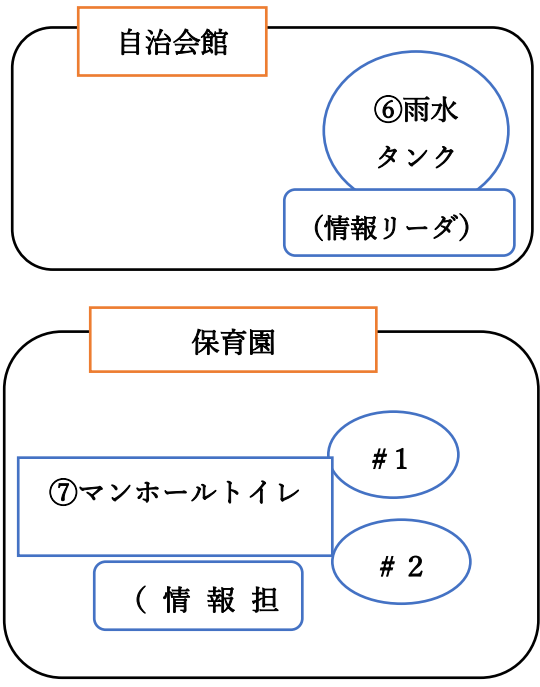 自治会館
⑥雨水
タンク
（情報リーダ）
保育園
#1
⑦マンホールトイレ
# 2
（ 情 報 担